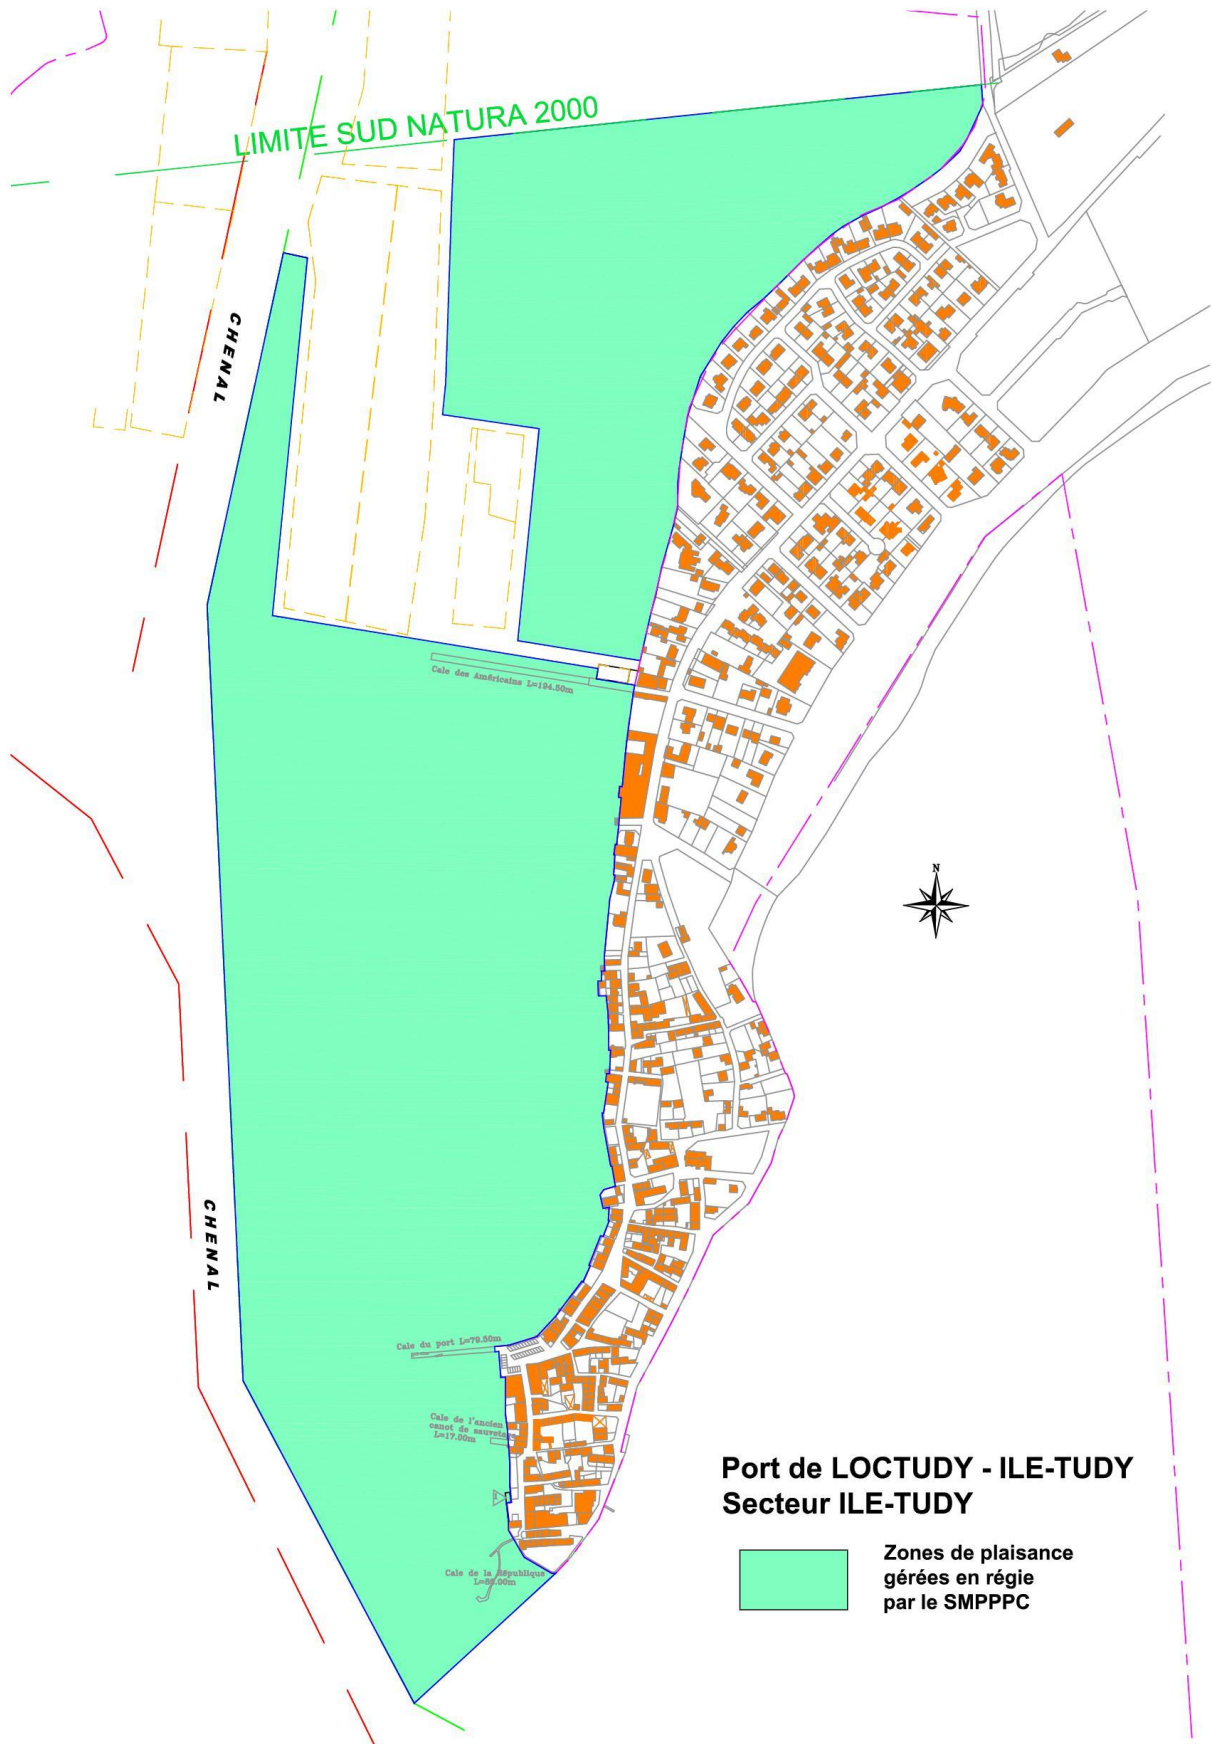 LIMITE SUD NATURA 2000
CHENAL
Cale des Américains L=194.50m
N
CHENAL
Cale du port L=79.50m
Cale de l'ancien
canot de sauvetage
L=17.00m
Port de LOCTUDY - ILE-TUDY
Secteur ILE-TUDY
Zones de plaisance
gérées en régie
par le SMPPPC
Cale de la République